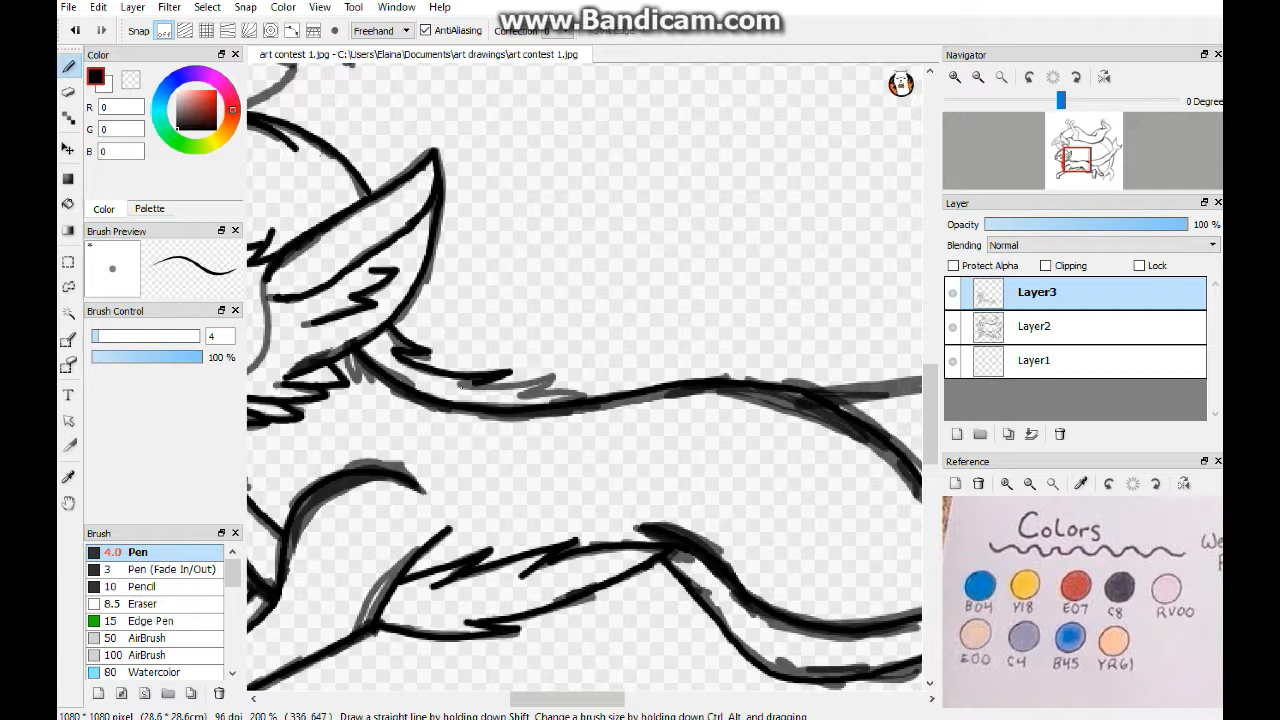 File Edit Layer Filter Select Snap Color View Tool Window Help
www.Bandicam.com
Snap off Freehand AntiAliasing Correction 0
Color
art contest 1.jpg - C:\Users\Elaina\Documents\art drawings\art contest 1.jpg
Navigator
R 0
G 0
B 0
0 Degree
Color Palette
Brush Preview
*
Brush Control
4
100 %
Layer
Opacity 100 %
Blending Normal
Protect Alpha Clipping Lock
Layer3
Layer2
Layer1
Reference
Colors
B04 Y18 E07 C8 RV00
E00 C4 B45 YR61
Brush
4.0 Pen
3 Pen (Fade In/Out)
10 Pencil
8.5 Eraser
15 Edge Pen
50 AirBrush
100 AirBrush
80 Watercolor
1080 * 1080 pixel (28.6 * 28.6cm) 96 dpi 200 % ( 336, 647 ) Draw a straight line by holding down Shift, Change a brush size by holding down Ctrl, Alt, and dragging